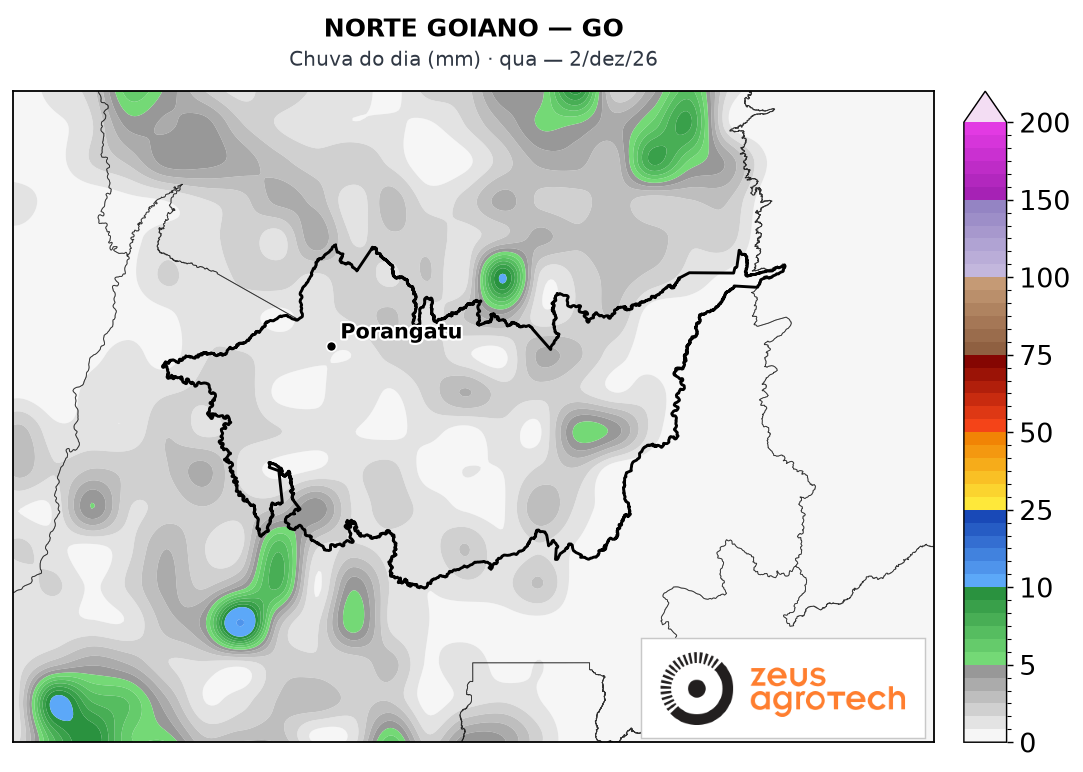 NORTE GOIANO — GO
Chuva do dia (mm) · qua — 2/dez/26
Porangatu
200
150
100
75
50
25
10
5
0
zeus
agrotech